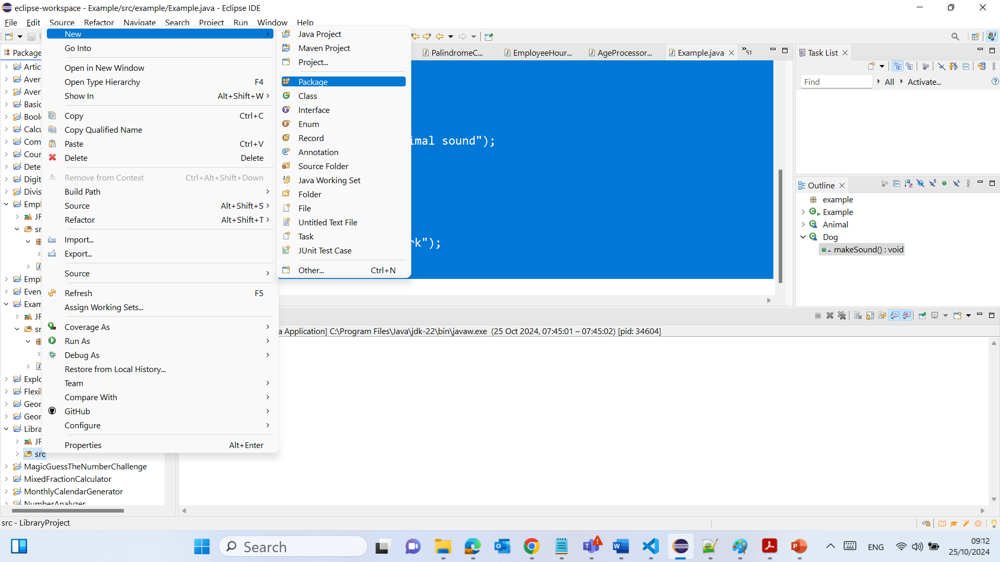 eclipse-workspace - Example/src/example/Example.java - Eclipse IDE
File Edit Source Refactor Navigate Search Project Run Window Help
Package
PalindromeC...
EmployeeHour...
AgeProcessor...
Example.java
»51
Artic
Aver
Aver
Basic
Boole
Calcu
Com
Cour
Dete
Digit
Divis
Empl
JR
sr
Empl
Even
Exam
JR
sr
Explo
Flexil
Geor
Geor
Libra
JR
src
MagicGuessTheNumberChallenge
MixedFractionCalculator
MonthlyCalendarGenerator
NumberAnalyzer
New
Go Into
Open in New Window
Open Type Hierarchy F4
Show In Alt+Shift+W
Copy Ctrl+C
Copy Qualified Name
Paste Ctrl+V
Delete Delete
Remove from Context Ctrl+Alt+Shift+Down
Build Path
Source Alt+Shift+S
Refactor Alt+Shift+T
Import...
Export...
Source
Refresh F5
Assign Working Sets...
Coverage As
Run As
Debug As
Restore from Local History...
Team
Compare With
GitHub
Configure
Properties Alt+Enter
Java Project
Maven Project
Project...
Package
Class
Interface
Enum
Record
Annotation
Source Folder
Java Working Set
Folder
File
Untitled Text File
Task
JUnit Test Case
Other... Ctrl+N
imal sound");
rk");
a Application] C:\Program Files\Java\jdk-22\bin\javaw.exe (25 Oct 2024, 07:45:01 – 07:45:02) [pid: 34604]
Task List
Find All Activate...
Outline
example
Example
Animal
Dog
makeSound() : void
src - LibraryProject
Search
ENG
09:12
25/10/2024